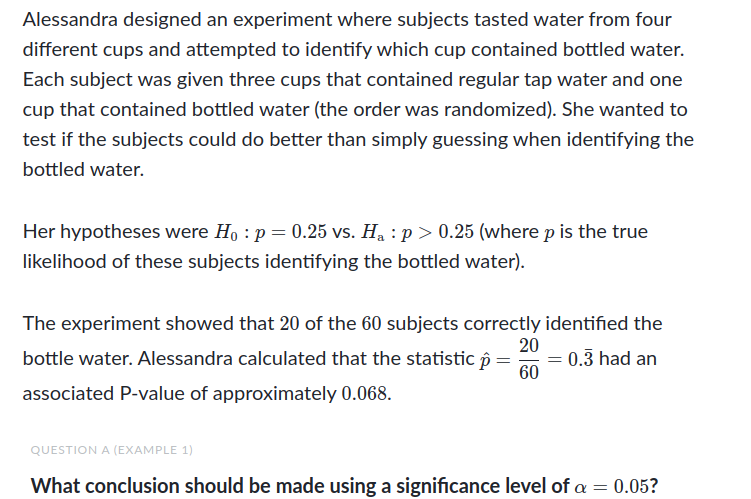 Alessandra designed an experiment where subjects tasted water from four
different cups and attempted to identify which cup contained bottled water.
Each subject was given three cups that contained regular tap water and one
cup that contained bottled water (the order was randomized). She wanted to
test if the subjects could do better than simply guessing when identifying the
bottled water.
Her hypotheses were H₀ : p = 0.25 vs. Hₐ : p > 0.25 (where p is the true
likelihood of these subjects identifying the bottled water).
The experiment showed that 20 of the 60 subjects correctly identified the
bottle water. Alessandra calculated that the statistic p̂ = 20/60 = 0.3̄ had an
associated P-value of approximately 0.068.
QUESTION A (EXAMPLE 1)
What conclusion should be made using a significance level of α = 0.05?